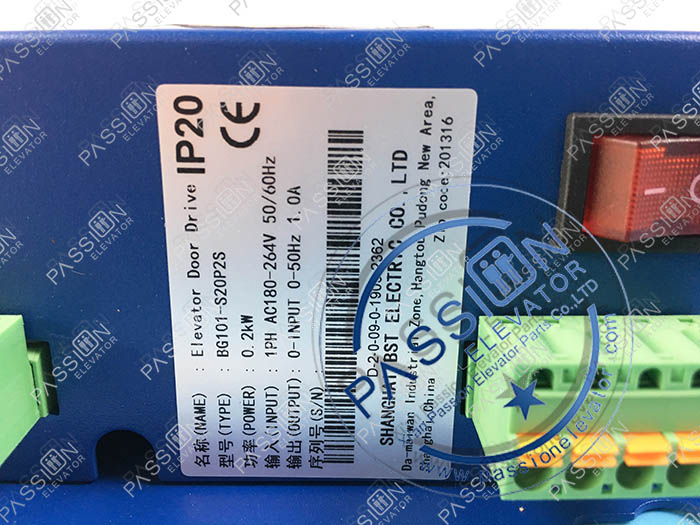 名称(NAME) : Elevator Door Drive
IP20
CE
型号(TYPE) : BG101-S20P2S
功率(POWER) : 0.2kW
输入(INPUT) : 1PH AC180-264V 50/60Hz
输出(OUTPUT): 0-INPUT 0-50Hz 1.0A
序列号(S/N) :
SHANGHAI BST ELECTRIC CO. LTD
Industrial Zone, Hangtou Pudong New Area,
Shanghai, China
Zip code:201316
PASSION
ELEVATOR
Passion Elevator Parts Co.,LTD
passionelevator.com